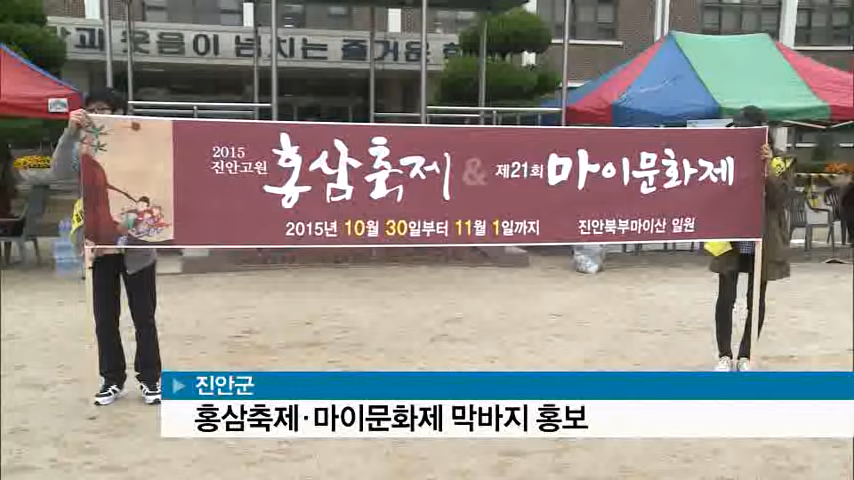 웃음이 넘치는 즐거운
2015
진안고원
홍삼축제 & 제21회 마이문화제
2015년 10월 30일부터 11월 1일까지
진안북부마이산 일원
진안군
홍삼축제·마이문화제 막바지 홍보